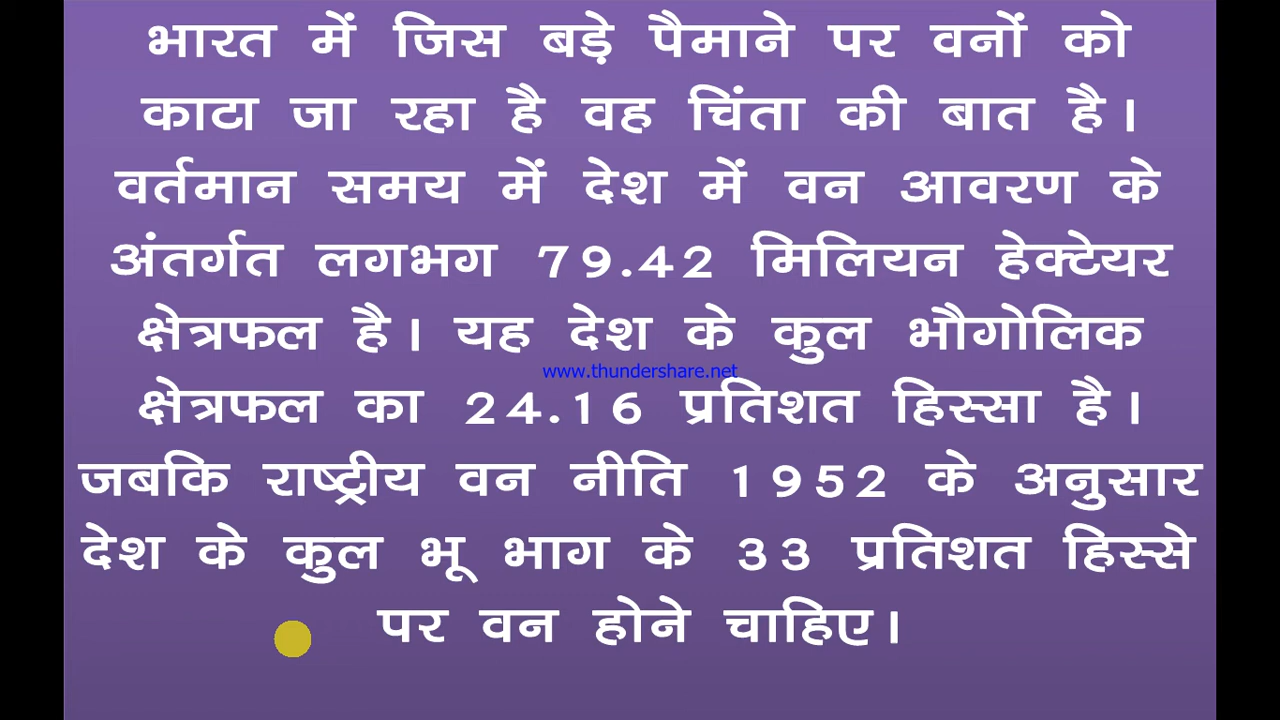 भारत में जिस बड़े पैमाने पर वनों को
काटा जा रहा है वह चिंता की बात है।
वर्तमान समय में देश में वन आवरण के
अंतर्गत लगभग 79.42 मिलियन हेक्टेयर
क्षेत्रफल है। यह देश के कुल भौगोलिक
www.thundershare.net
क्षेत्रफल का 24.16 प्रतिशत हिस्सा है।
जबकि राष्ट्रीय वन नीति 1952 के अनुसार
देश के कुल भू भाग के 33 प्रतिशत हिस्से
पर वन होने चाहिए।